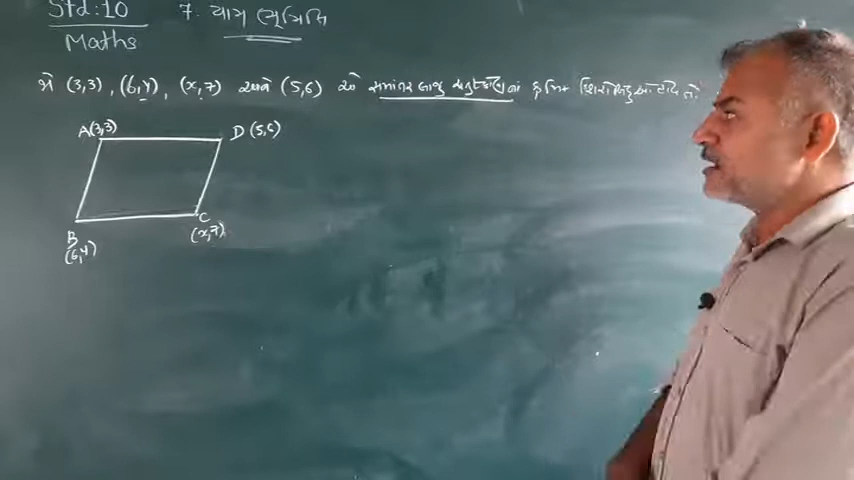 Std:10
Maths
7. યામ ભૂમિતિ
જો (3,3), (6,y), (x,7) અને (5,6) એ સમાંતર બાજુ ચતુષ્કોણનાં ક્રમિક શિરોબિંદુઓ હોય તો
A(3,3)
D(5,6)
B
(6,y)
C
(x,7)